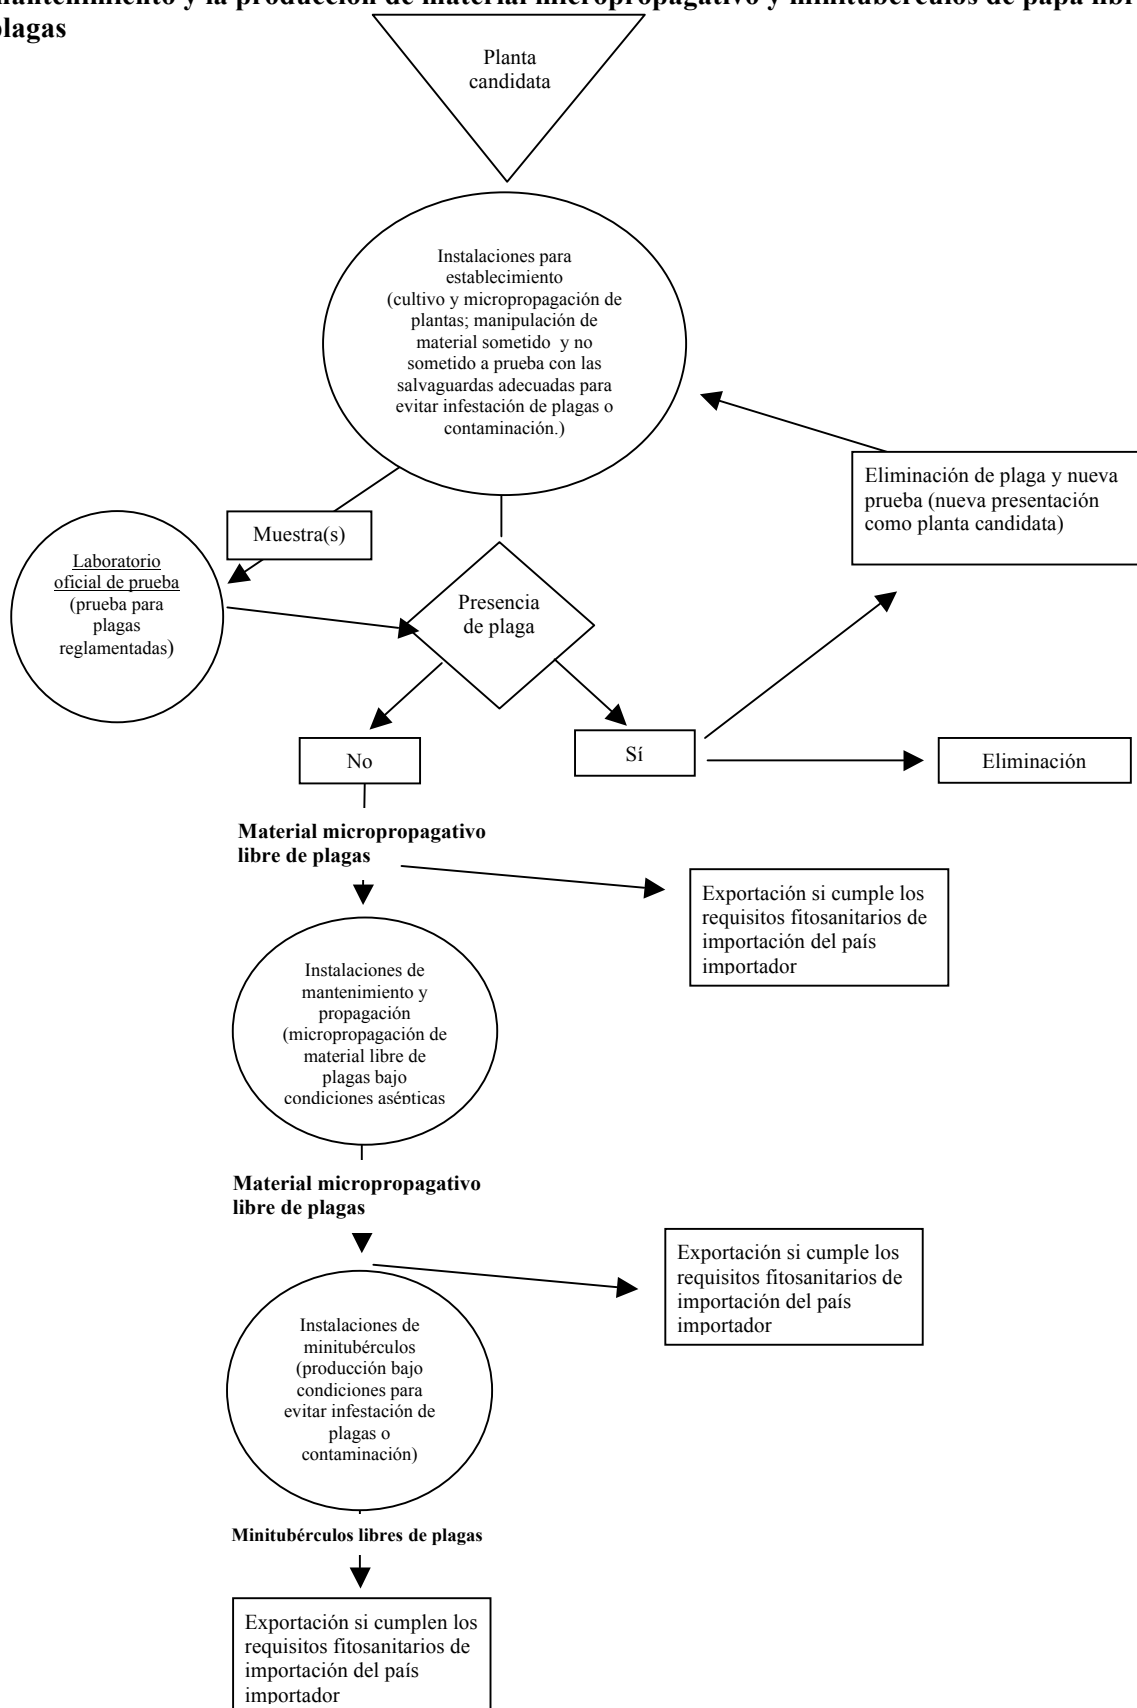 mantenimiento y la producción de material micropropagativo y minitubérculos de papa libr
plagas
Planta
candidata
Instalaciones para
establecimiento
(cultivo y micropropagación de
plantas; manipulación de
material sometido y no
sometido a prueba con las
salvaguardas adecuadas para
evitar infestación de plagas o
contaminación.)
Eliminación de plaga y nueva
prueba (nueva presentación
como planta candidata)
Muestra(s)
Laboratorio
oficial de prueba
(prueba para
plagas
reglamentadas)
Presencia
de plaga
No
Sí
Eliminación
Material micropropagativo
libre de plagas
Exportación si cumple los
requisitos fitosanitarios de
importación del país
importador
Instalaciones de
mantenimiento y
propagación
(micropropagación de
material libre de
plagas bajo
condiciones asépticas
Material micropropagativo
libre de plagas
Exportación si cumple los
requisitos fitosanitarios de
importación del país
importador
Instalaciones de
minitubérculos
(producción bajo
condiciones para
evitar infestación de
plagas o
contaminación)
Minitubérculos libres de plagas
Exportación si cumplen los
requisitos fitosanitarios de
importación del país
importador